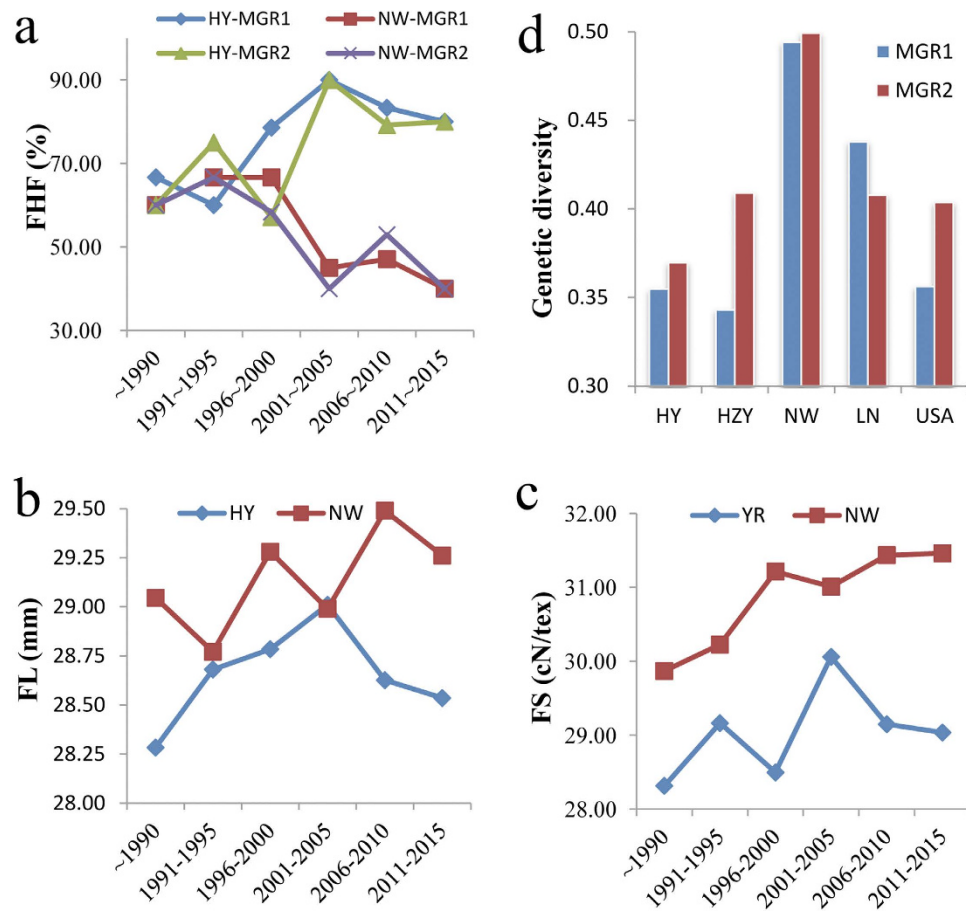 a
HY-MGR1 NW-MGR1
HY-MGR2 NW-MGR2
FHF (%)
90.00
70.00
50.00
30.00
~1990
1991~1995
1996~2000
2001~2005
2006~2010
2011~2015
d
MGR1
MGR2
Genetic diversity
0.50
0.45
0.40
0.35
0.30
HY HZY NW LN USA
b
HY NW
FL (mm)
29.50
29.25
29.00
28.75
28.50
28.25
28.00
~1990
1991-1995
1996-2000
2001-2005
2006-2010
2011-2015
c
YR NW
FS (cN/tex)
32.00
31.00
30.00
29.00
28.00
~1990
1991-1995
1996-2000
2001-2005
2006-2010
2011-2015